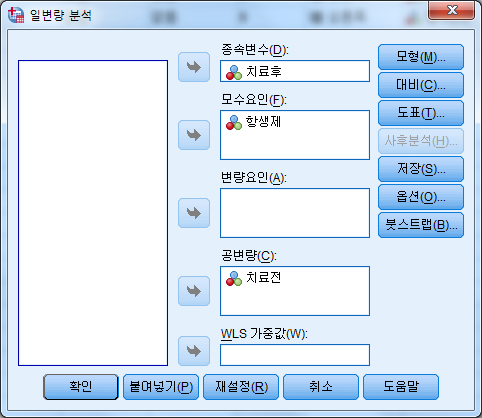 일변량 분석
종속변수(D):
치료후
모수요인(F):
항생제
변량요인(A):
공변량(C):
치료전
WLS 가중값(W):
모형(M)...
대비(C)...
도표(T)...
사후분석(H)...
저장(S)...
옵션(O)...
붓스트랩(B)...
확인
붙여넣기(P)
재설정(R)
취소
도움말